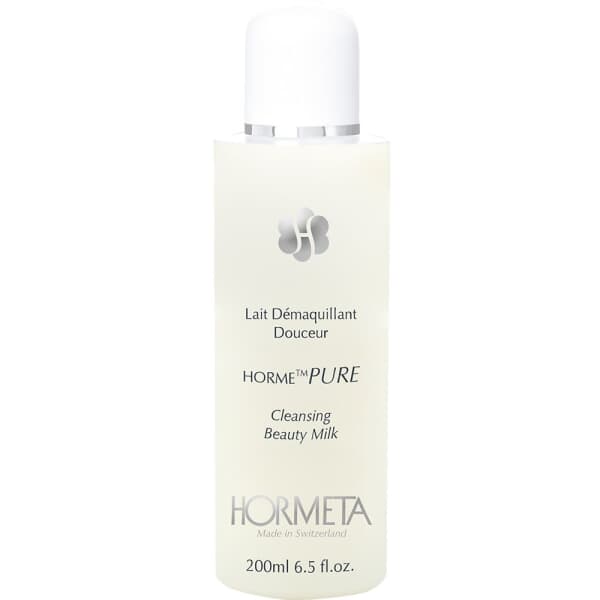 H
Lait Démaquillant
Douceur
HORME™PURE
Cleansing
Beauty Milk
HORMETA
Made in Switzerland
200ml 6.5 fl.oz.